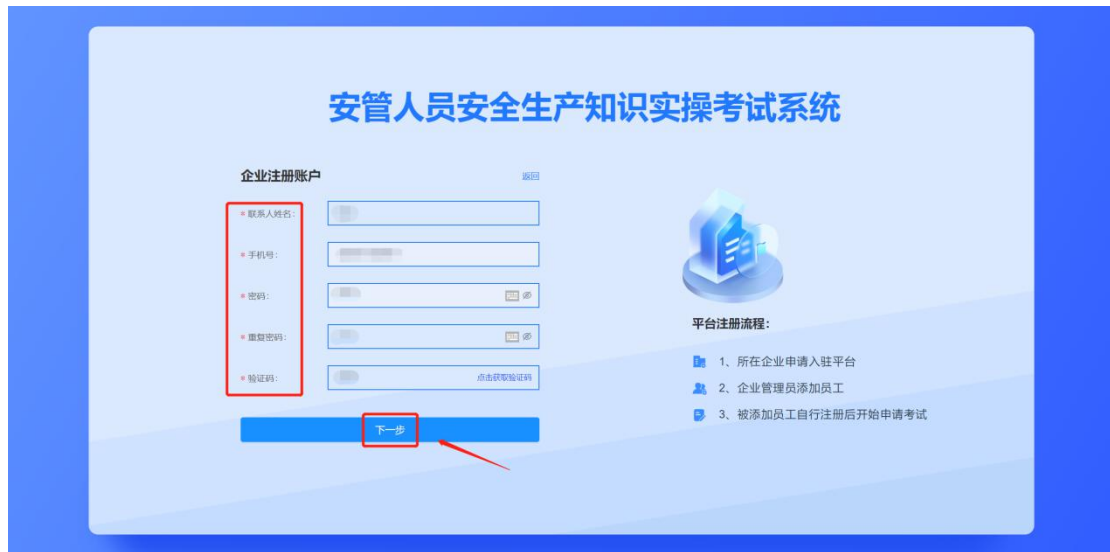 安管人员安全生产知识实操考试系统
企业注册账户
返回
* 联系人姓名:
* 手机号:
* 密码:
* 重复密码:
* 验证码:
点击获取验证码
下一步
平台注册流程：
1、所在企业申请入驻平台
2、企业管理员添加员工
3、被添加员工自行注册后开始申请考试